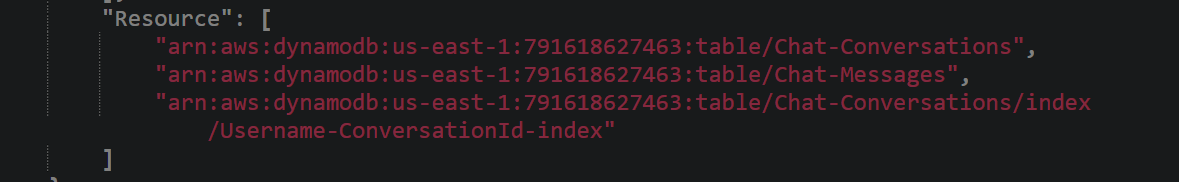 "Resource": [
"arn:aws:dynamodb:us-east-1:791618627463:table/Chat-Conversations",
"arn:aws:dynamodb:us-east-1:791618627463:table/Chat-Messages",
"arn:aws:dynamodb:us-east-1:791618627463:table/Chat-Conversations/index
/Username-ConversationId-index"
]